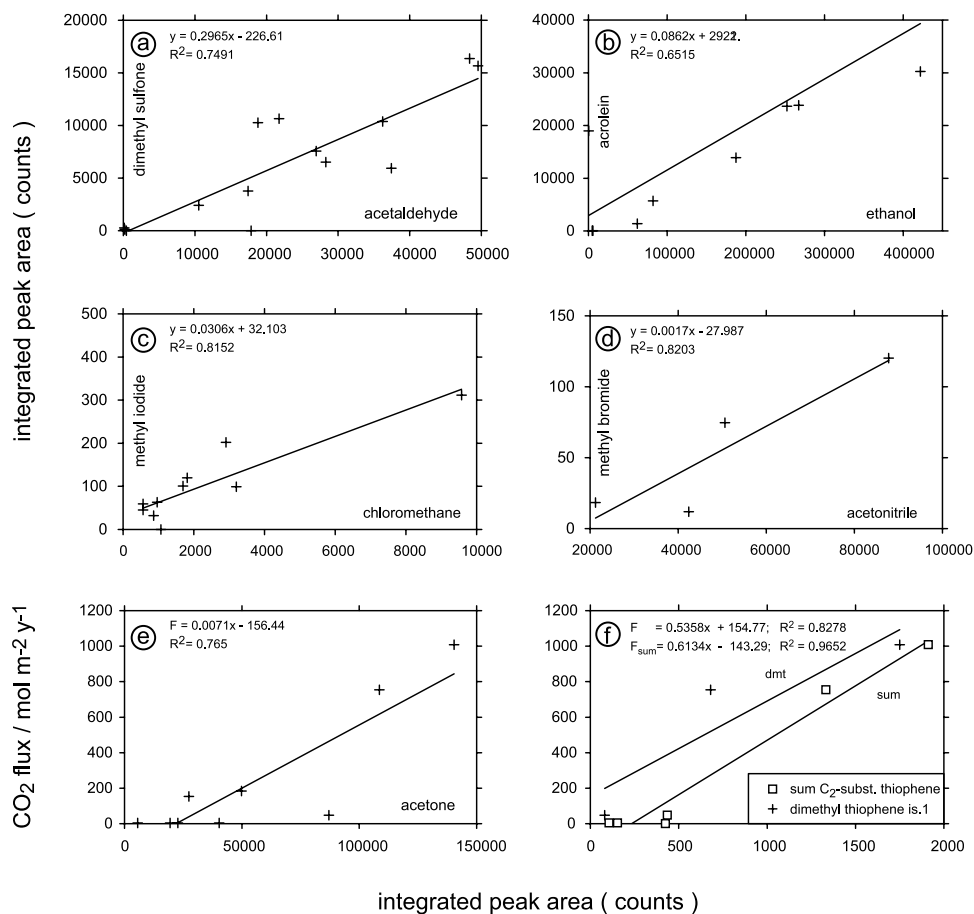 integrated peak area ( counts )
CO2 flux / mol m-2 y-1
a
y = 0.2965x - 226.61
R2= 0.7491
dimethyl sulfone
acetaldehyde
20000
15000
10000
5000
0
0 10000 20000 30000 40000 50000
b
y = 0.0862x + 2922.
R2= 0.6515
acrolein
ethanol
40000
30000
20000
10000
0
0 100000 200000 300000 400000
c
y = 0.0306x + 32.103
R2= 0.8152
methyl iodide
chloromethane
500
400
300
200
100
0
0 2000 4000 6000 8000 10000
d
y = 0.0017x - 27.987
R2= 0.8203
methyl bromide
acetonitrile
150
100
50
0
20000 40000 60000 80000 100000
e
F = 0.0071x - 156.44
R2= 0.765
acetone
1200
1000
800
600
400
200
0
0 50000 100000 150000
f
F = 0.5358x + 154.77; R2 = 0.8278
Fsum= 0.6134x - 143.29; R2 = 0.9652
dmt
sum
sum C2-subst. thiophene
dimethyl thiophene is.1
1200
1000
800
600
400
200
0
0 500 1000 1500 2000
integrated peak area ( counts )